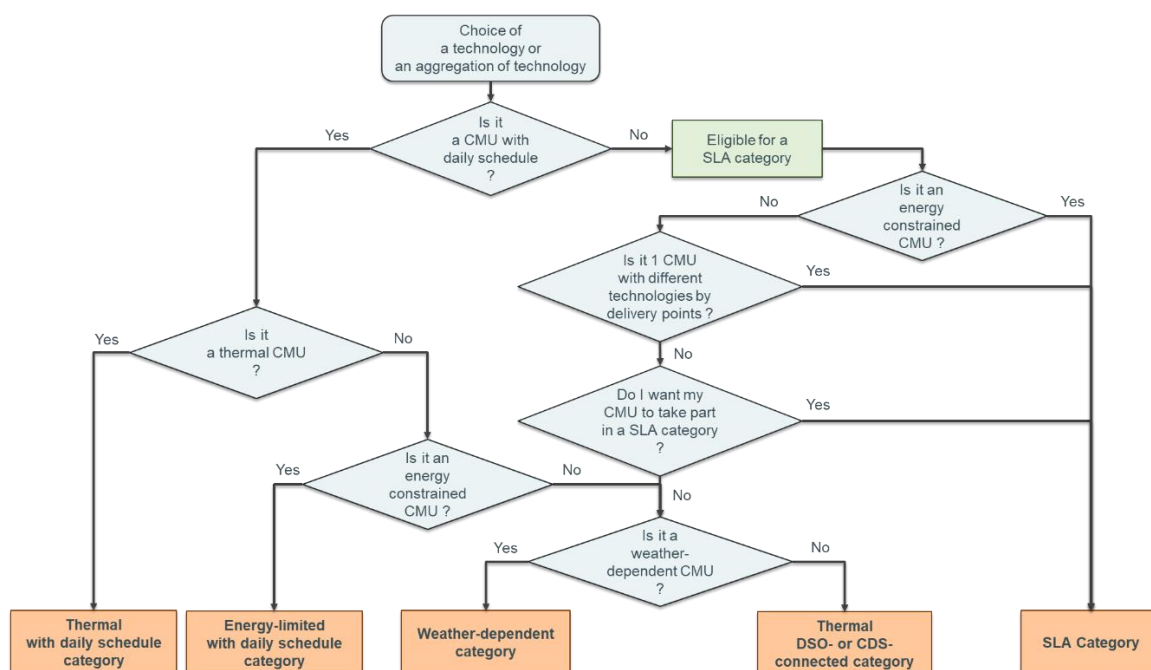 Choice of
a technology or
an aggregation of technology
Is it
a CMU with
daily schedule
?
Yes
No
Eligible for a
SLA category
Is it an
energy
constrained
CMU ?
No
Yes
Is it 1 CMU
with different
technologies by
delivery points ?
Yes
No
Is it
a thermal CMU
?
Yes
No
Do I want my
CMU to take part
in a SLA category
?
Yes
No
Is it an
energy
constrained
CMU ?
Yes
No
Is it a
weather-
dependent CMU
?
Yes
No
Thermal
with daily schedule
category
Energy-limited
with daily schedule
category
Weather-dependent
category
Thermal
DSO- or CDS-
connected category
SLA Category